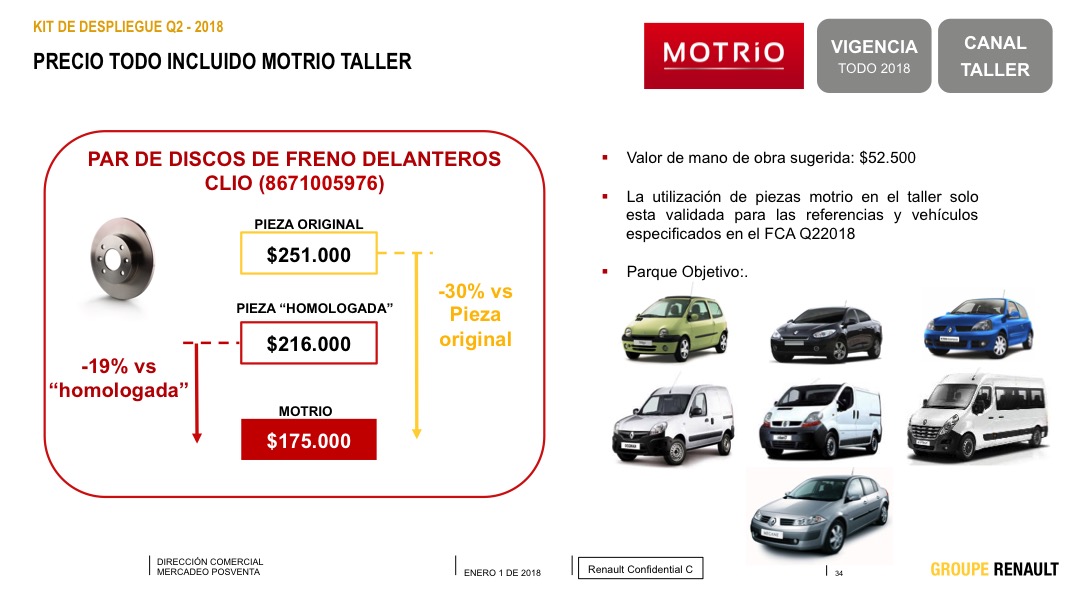 KIT DE DESPLIEGUE Q2 - 2018
PRECIO TODO INCLUIDO MOTRIO TALLER
MOTRiO
VIGENCIA
TODO 2018
CANAL
TALLER
PAR DE DISCOS DE FRENO DELANTEROS
CLIO (8671005976)
PIEZA ORIGINAL
$251.000
-30% vs
Pieza
original
PIEZA “HOMOLOGADA”
$216.000
-19% vs
“homologada”
MOTRIO
$175.000
▪ Valor de mano de obra sugerida: $52.500
▪ La utilización de piezas motrio en el taller solo
esta validada para las referencias y vehículos
especificados en el FCA Q22018
▪ Parque Objetivo:.
DIRECCIÓN COMERCIAL
MERCADEO POSVENTA
ENERO 1 DE 2018
Renault Confidential C
34
GROUPE RENAULT